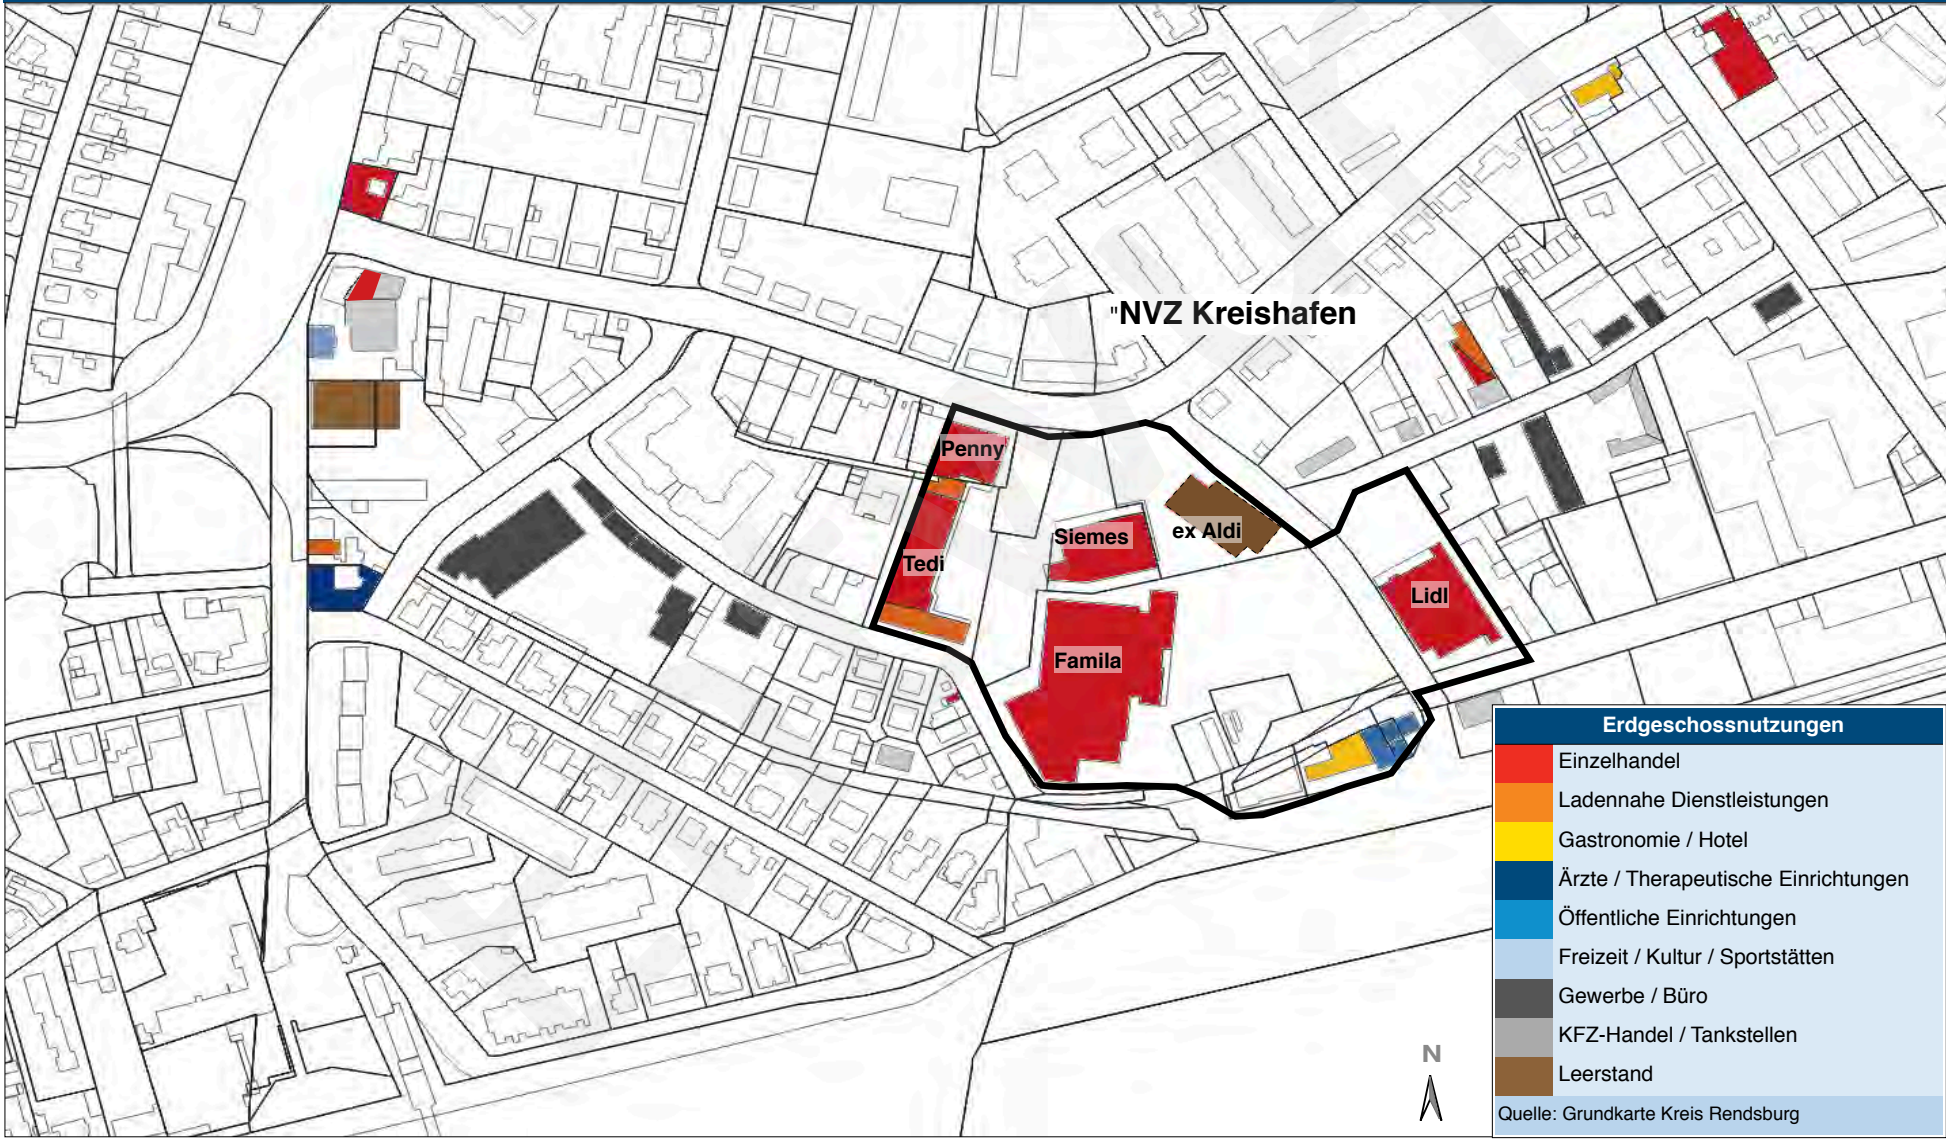 "NVZ Kreishafen
Penny
Siemes
ex Aldi
Tedi
Lidl
Famila
Erdgeschossnutzungen
Einzelhandel
Ladennahe Dienstleistungen
Gastronomie / Hotel
Ärzte / Therapeutische Einrichtungen
Öffentliche Einrichtungen
Freizeit / Kultur / Sportstätten
Gewerbe / Büro
KFZ-Handel / Tankstellen
Leerstand
Quelle: Grundkarte Kreis Rendsburg
N